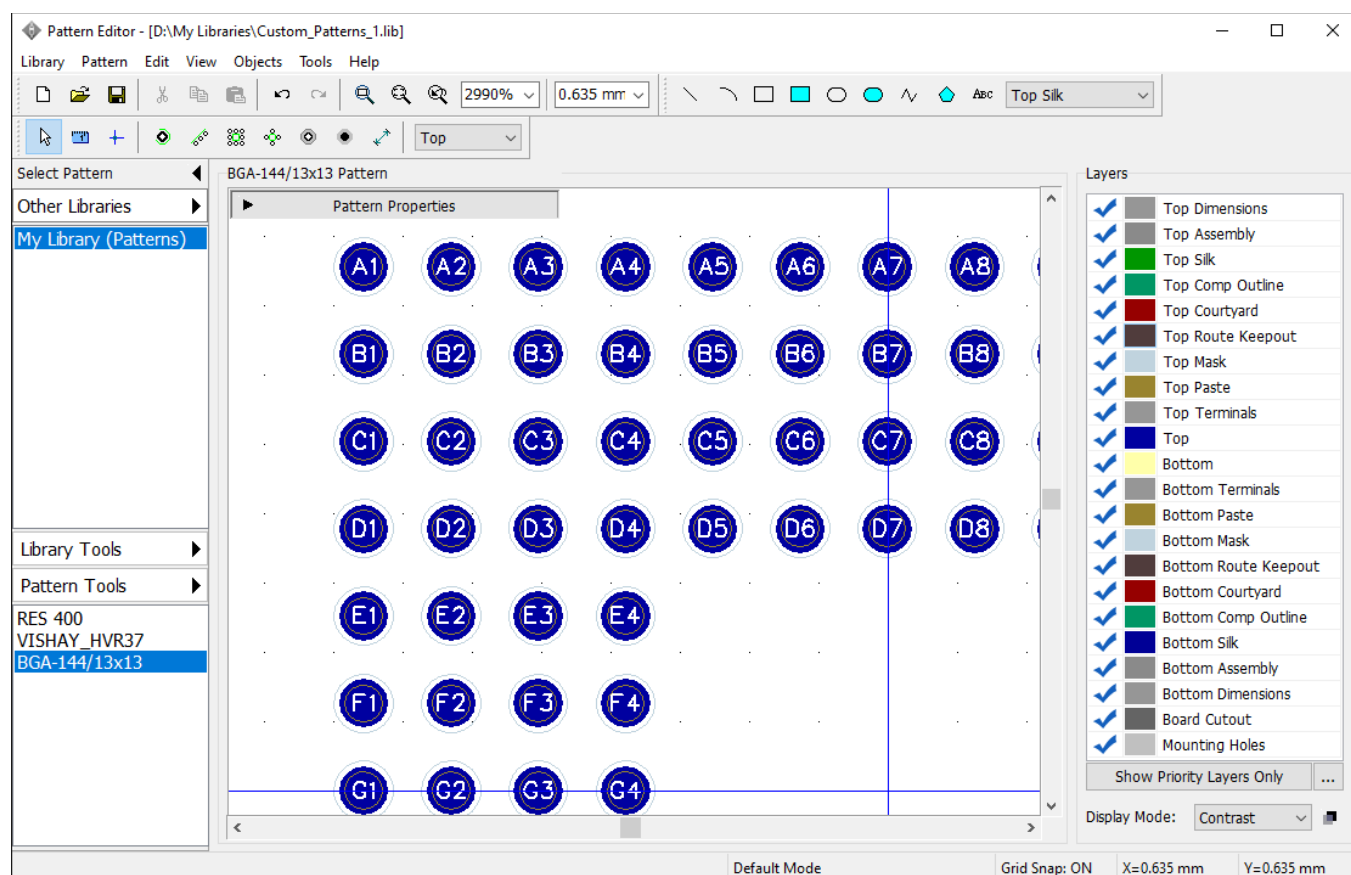 Pattern Editor - [D:\My Libraries\Custom_Patterns_1.lib]
Library Pattern Edit View Objects Tools Help
2990% 0.635 mm ABC Top Silk
Top
Select Pattern
Other Libraries
My Library (Patterns)
Library Tools
Pattern Tools
RES 400
VISHAY_HVR37
BGA-144/13x13
BGA-144/13x13 Pattern
Pattern Properties
A1 A2 A3 A4 A5 A6 A7 A8
B1 B2 B3 B4 B5 B6 B7 B8
C1 C2 C3 C4 C5 C6 C7 C8
D1 D2 D3 D4 D5 D6 D7 D8
E1 E2 E3 E4
F1 F2 F3 F4
G1 G2 G3 G4
Layers
Top Dimensions
Top Assembly
Top Silk
Top Comp Outline
Top Courtyard
Top Route Keepout
Top Mask
Top Paste
Top Terminals
Top
Bottom
Bottom Terminals
Bottom Paste
Bottom Mask
Bottom Route Keepout
Bottom Courtyard
Bottom Comp Outline
Bottom Silk
Bottom Assembly
Bottom Dimensions
Board Cutout
Mounting Holes
Show Priority Layers Only ...
Display Mode: Contrast
Default Mode Grid Snap: ON X=0.635 mm Y=0.635 mm